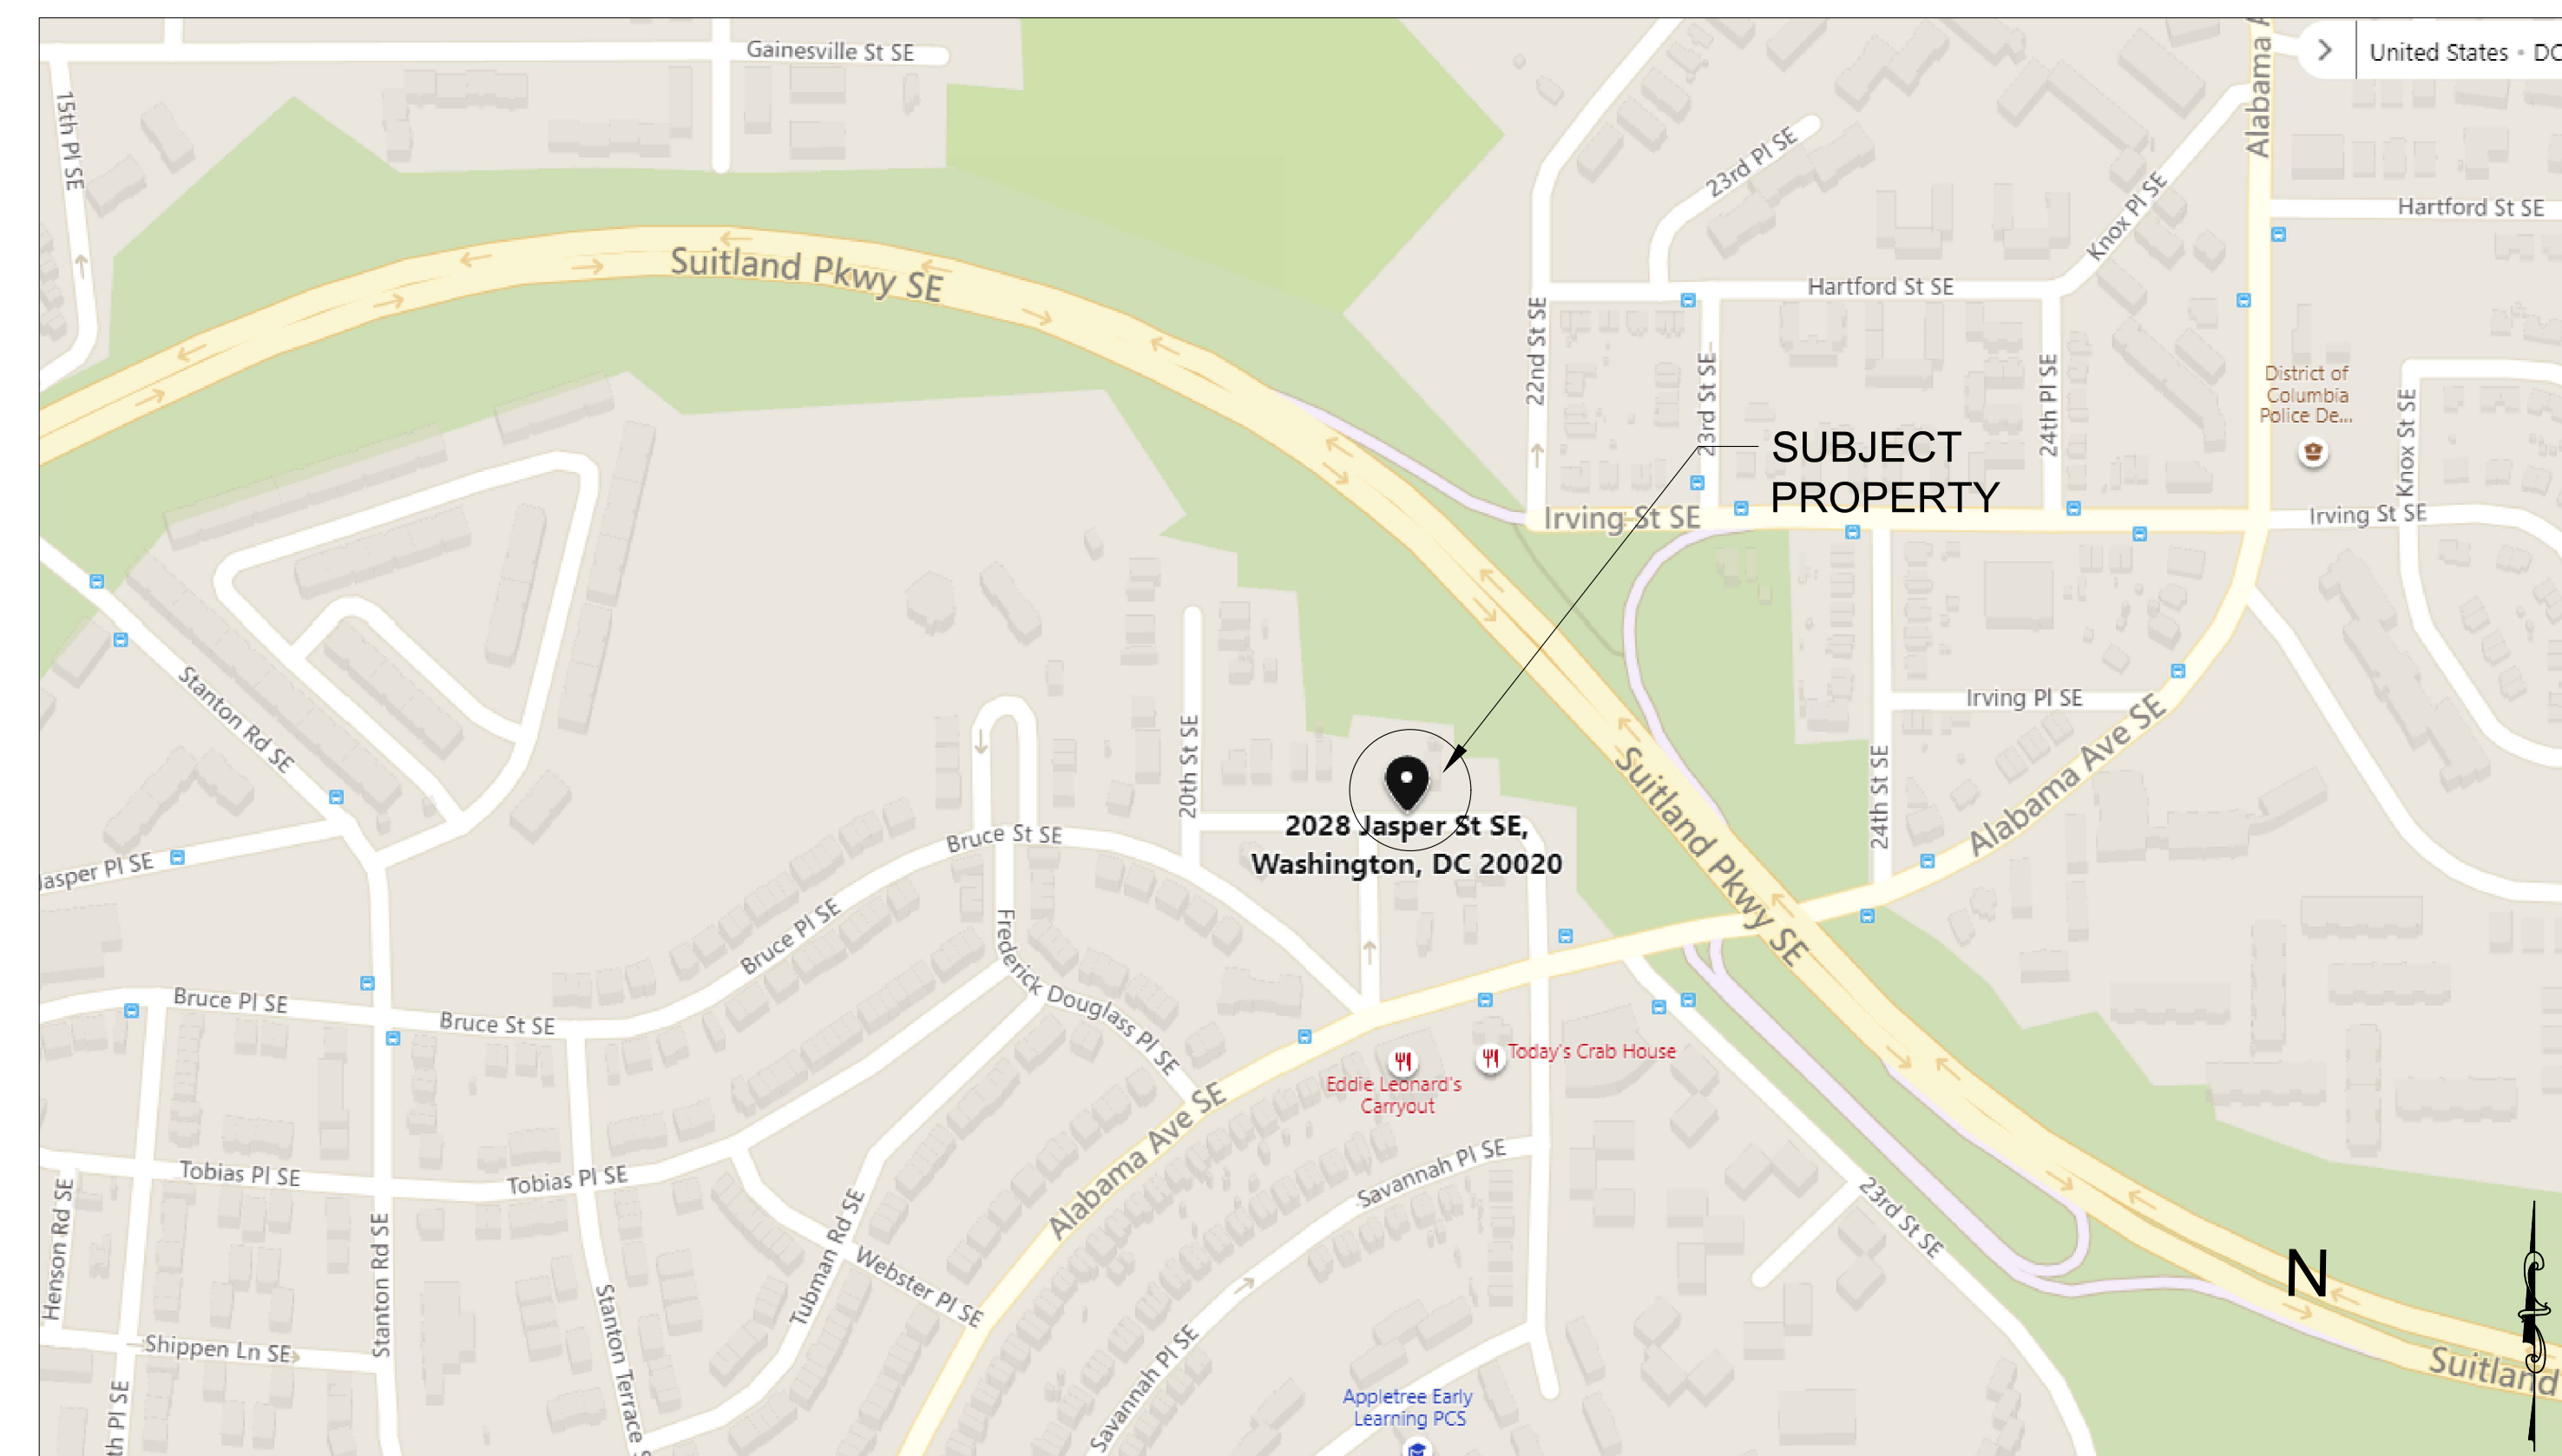 Gainesville St SE
Alabama A
United States • DC
15th Pl SE
23rd Pl SE
Knox Pl SE
Hartford St SE
Suitland Pkwy SE
Hartford St SE
22nd St SE
23rd St SE
24th Pl SE
District of
Columbia
Police De...
Knox St SE
SUBJECT
PROPERTY
Irving St SE
Irving St SE
Stanton Rd SE
20th St SE
Irving Pl SE
24th St SE
Suitland Pkwy SE
Alabama Ave SE
2028 Jasper St SE,
Washington, DC 20020
Jasper Pl SE
Bruce St SE
Bruce Pl SE
Frederick Douglass Pl SE
Bruce Pl SE
Bruce St SE
Today's Crab House
Eddie Leonard's
Carryout
Alabama Ave SE
Savannah Pl SE
Tobias Pl SE
Tobias Pl SE
Henson Rd SE
Stanton Rd SE
Tubman Rd SE
Webster Pl SE
23rd St SE
N
Shippen Ln SE
Stanton Terrace S
Savannah Pl SE
th Pl SE
Suitland
Appletree Early
Learning PCS